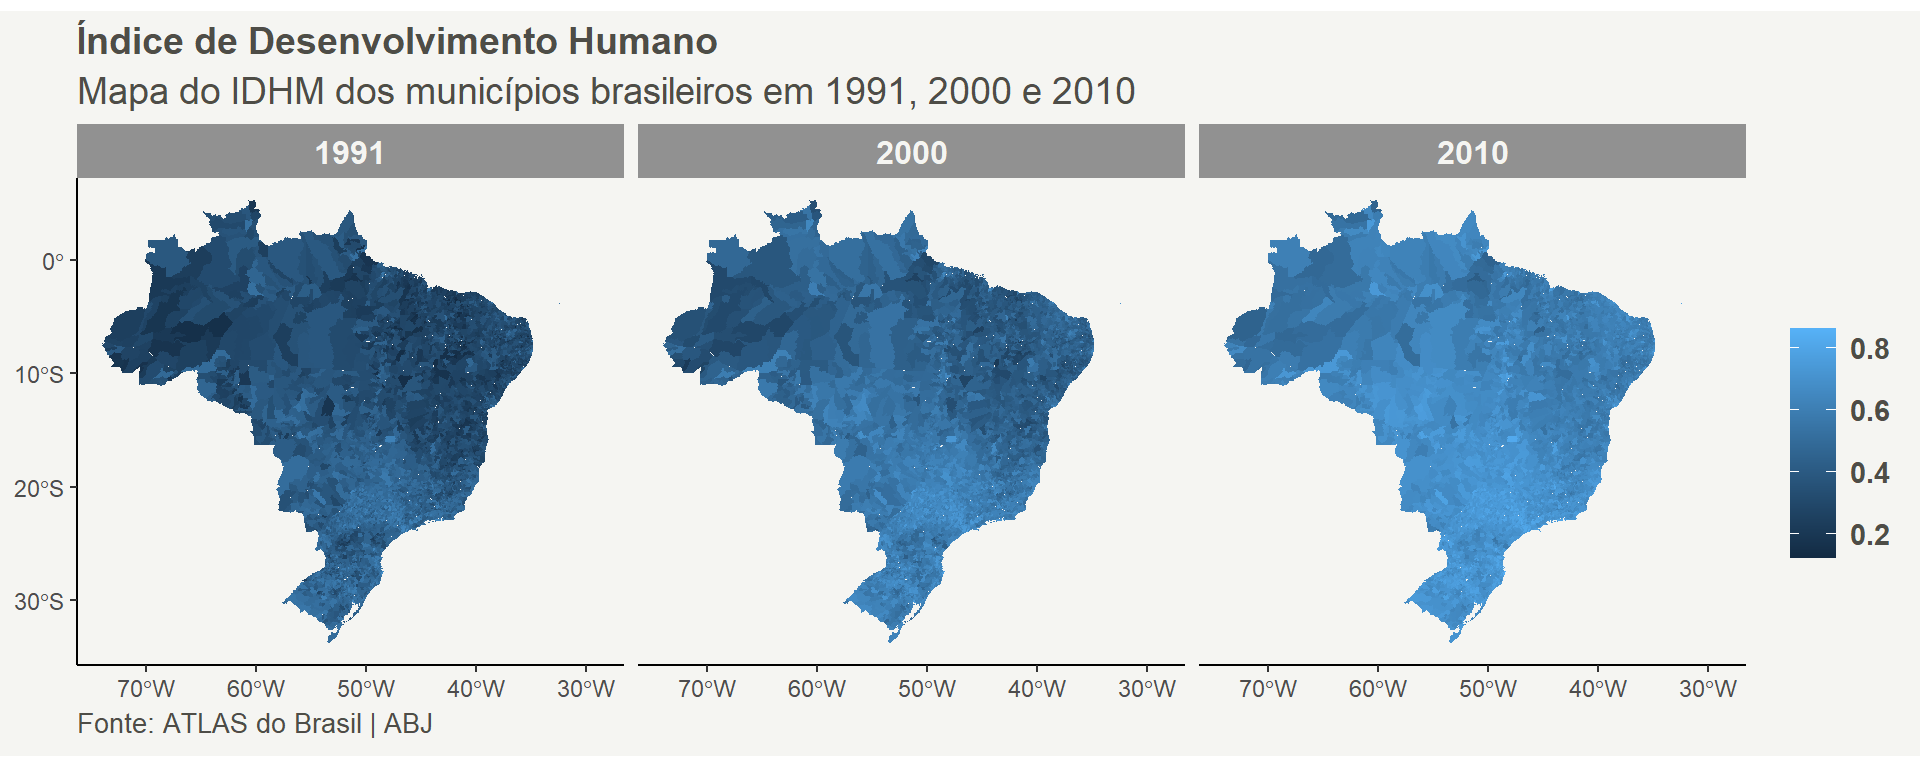 Índice de Desenvolvimento Humano
Mapa do IDHM dos municípios brasileiros em 1991, 2000 e 2010
1991 2000 2010
0°
10°S
20°S
30°S
0.8
0.6
0.4
0.2
70°W 60°W 50°W 40°W 30°W 70°W 60°W 50°W 40°W 30°W 70°W 60°W 50°W 40°W 30°W
Fonte: ATLAS do Brasil | ABJ